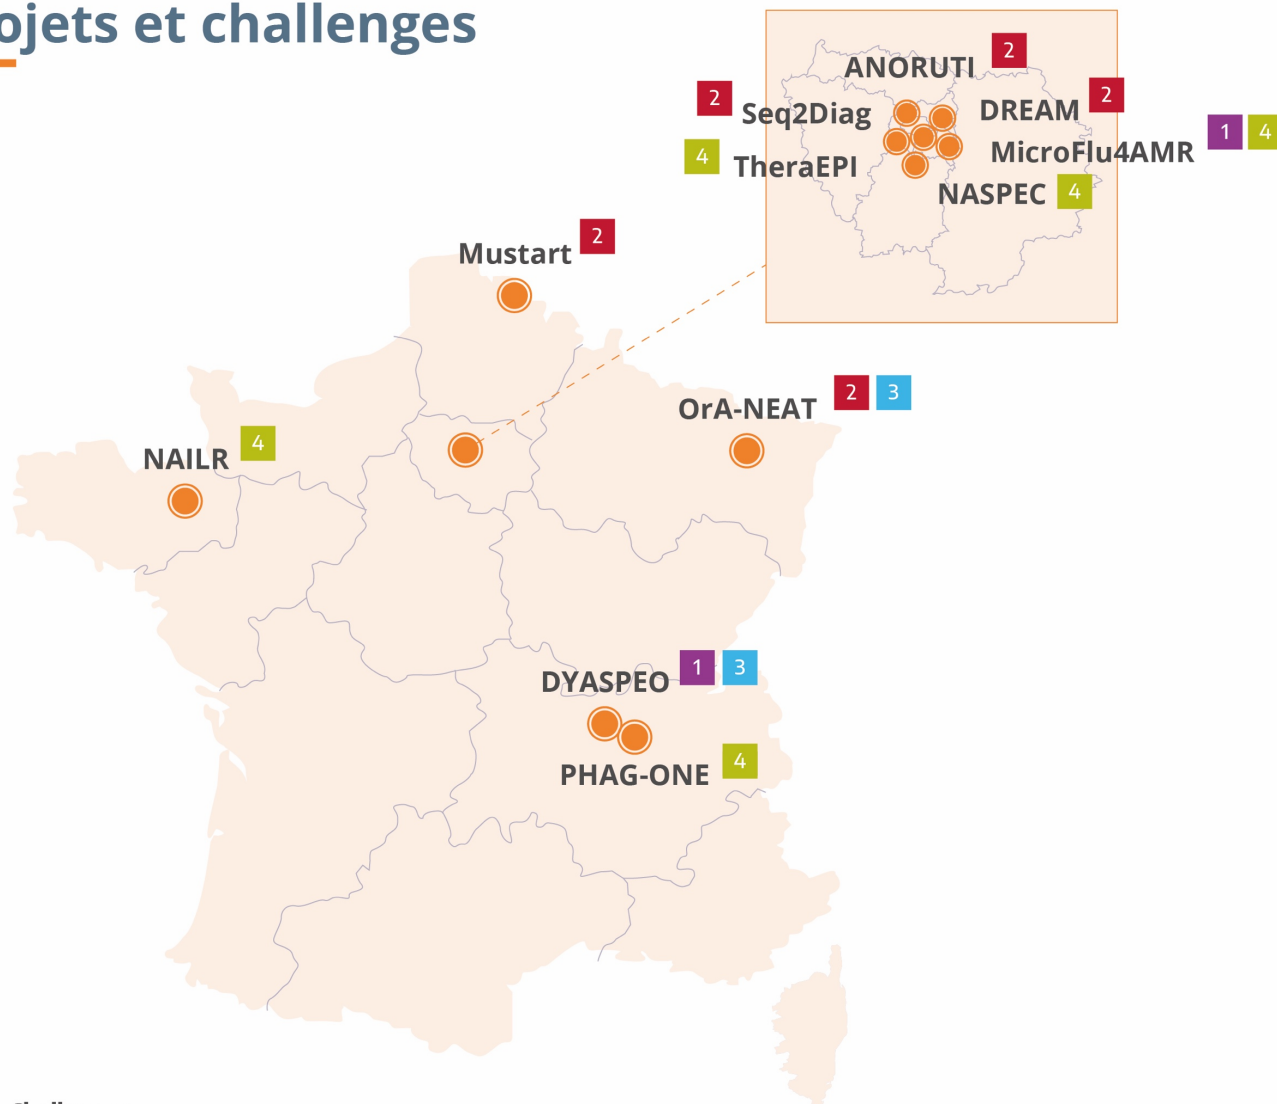 ojets et challenges
ANORUTI 2
2 Seq2Diag
DREAM 2
4 TheraEPI
MicroFlu4AMR 1 4
NASPEC 4
Mustart 2
OrA-NEAT 2 3
NAILR 4
DYASPEO 1 3
PHAG-ONE 4